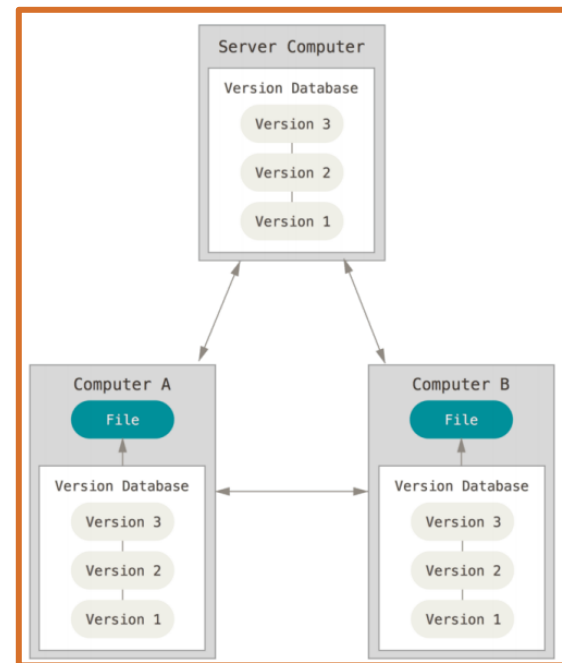 Server Computer
Version Database
Version 3
Version 2
Version 1
Computer A
File
Version Database
Version 3
Version 2
Version 1
Computer B
File
Version Database
Version 3
Version 2
Version 1